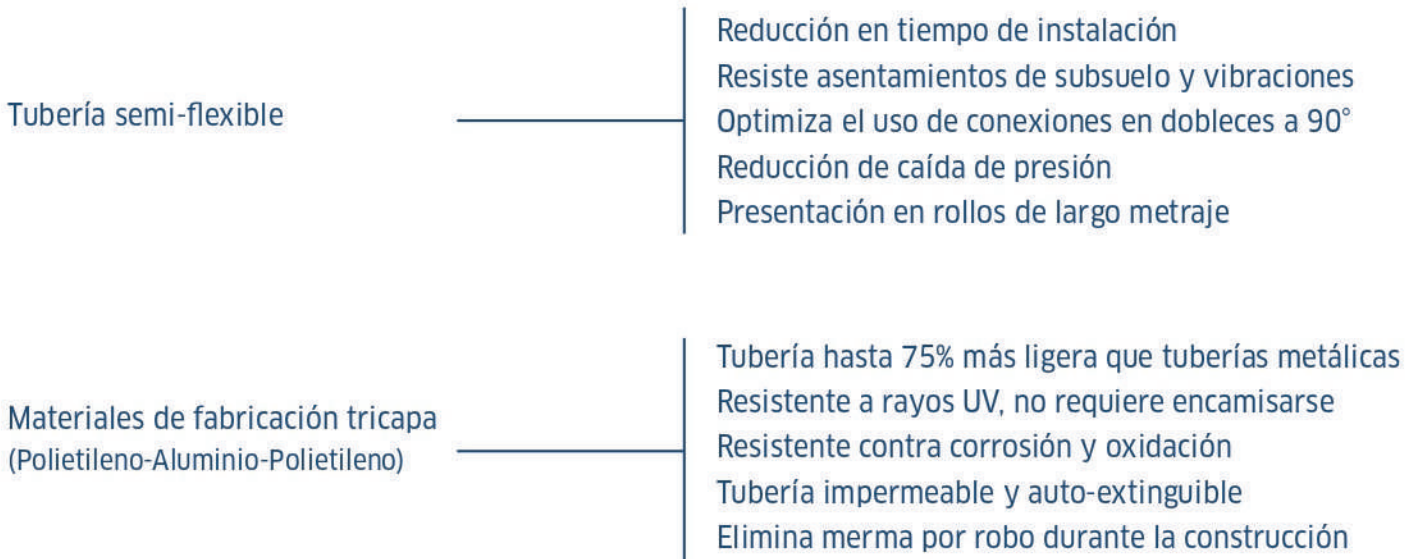 Tubería semi-flexible
Reducción en tiempo de instalación
Resiste asentamientos de subsuelo y vibraciones
Optimiza el uso de conexiones en dobleces a 90°
Reducción de caída de presión
Presentación en rollos de largo metraje
Materiales de fabricación tricapa
(Polietileno-Aluminio-Polietileno)
Tubería hasta 75% más ligera que tuberías metálicas
Resistente a rayos UV, no requiere encamisarse
Resistente contra corrosión y oxidación
Tubería impermeable y auto-extinguible
Elimina merma por robo durante la construcción